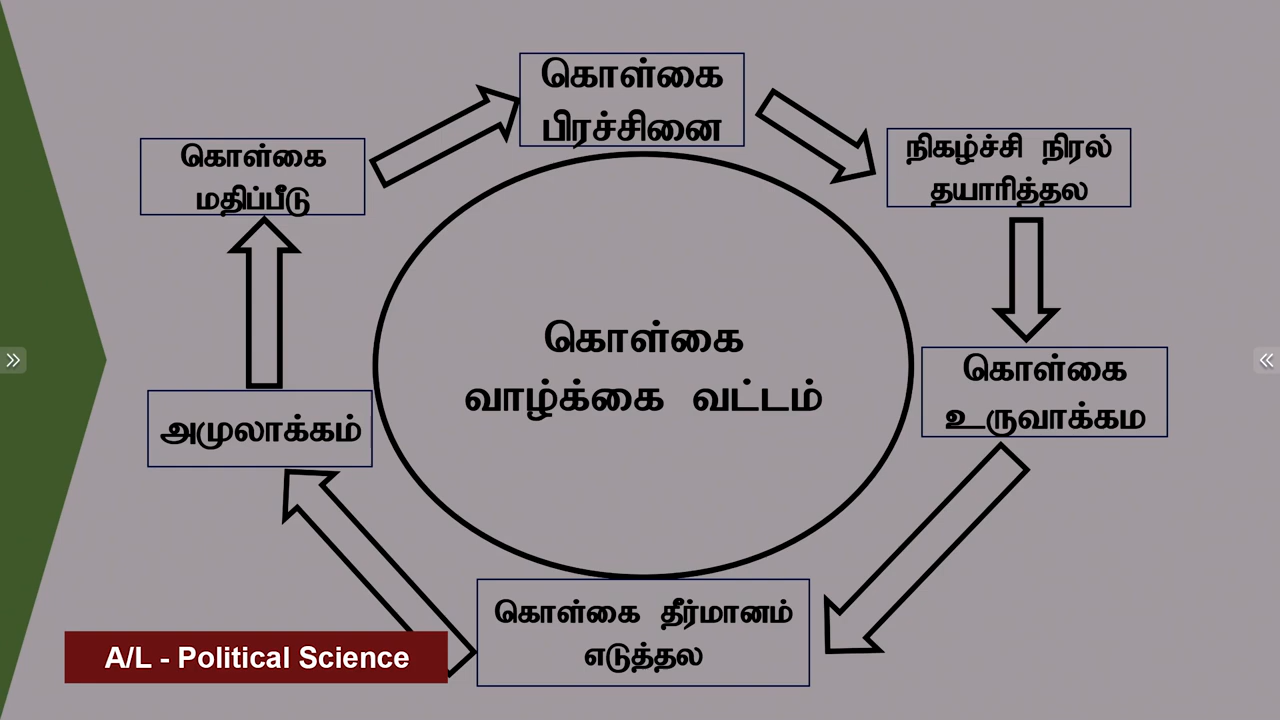 கொள்கை
பிரச்சினை
நிகழ்ச்சி நிரல்
தயாரித்தல
கொள்கை
உருவாக்கம
கொள்கை தீர்மானம்
எடுத்தல
அமுலாக்கம்
கொள்கை
மதிப்பீடு
கொள்கை
வாழ்க்கை வட்டம்
A/L - Political Science